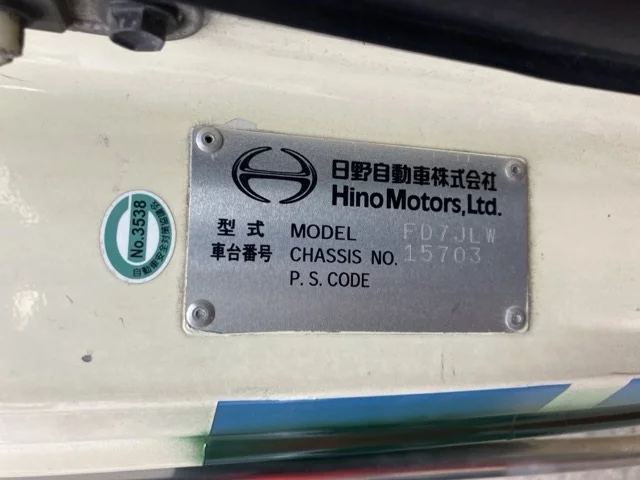 日野自動車株式会社
Hino Motors, Ltd.
型式 MODEL FD7JLW
車台番号 CHASSIS NO. 15703
P.S.CODE
No.3538